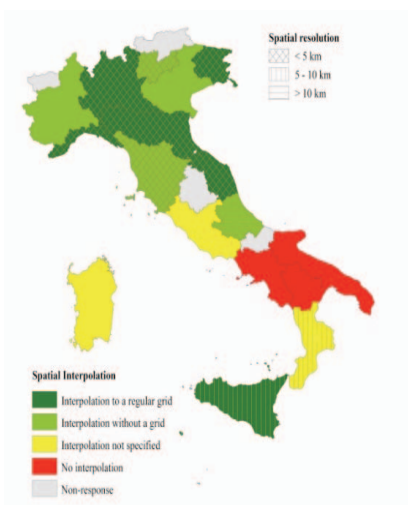 Spatial resolution
< 5 km
5 - 10 km
> 10 km
Spatial Interpolation
Interpolation to a regular grid
Interpolation without a grid
Interpolation not specified
No interpolation
Non-response